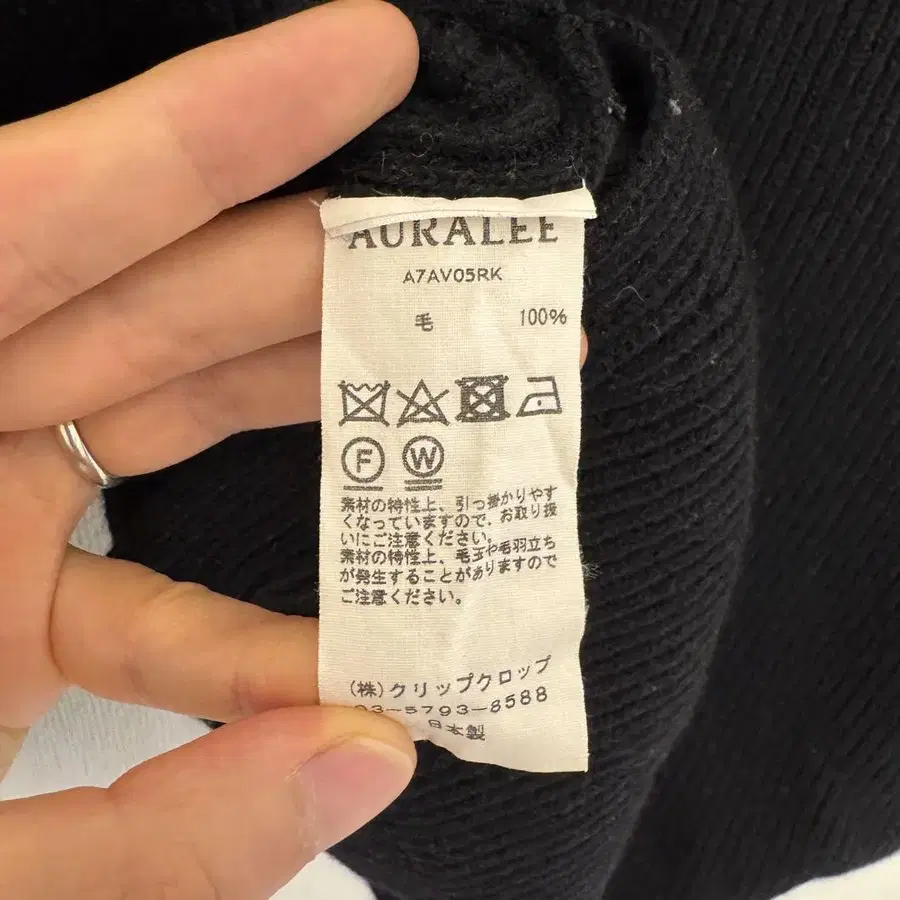 AURALEE
A7AV05RK
毛 100%
F W
素材の特性上、引っ掛かりやす
くなっていますので、お取り扱
いにご注意ください。
素材の特性上、毛玉や毛羽立ち
が発生することがありますので
ご注意ください。
(株)クリップクロップ
03-5793-8588
日本製